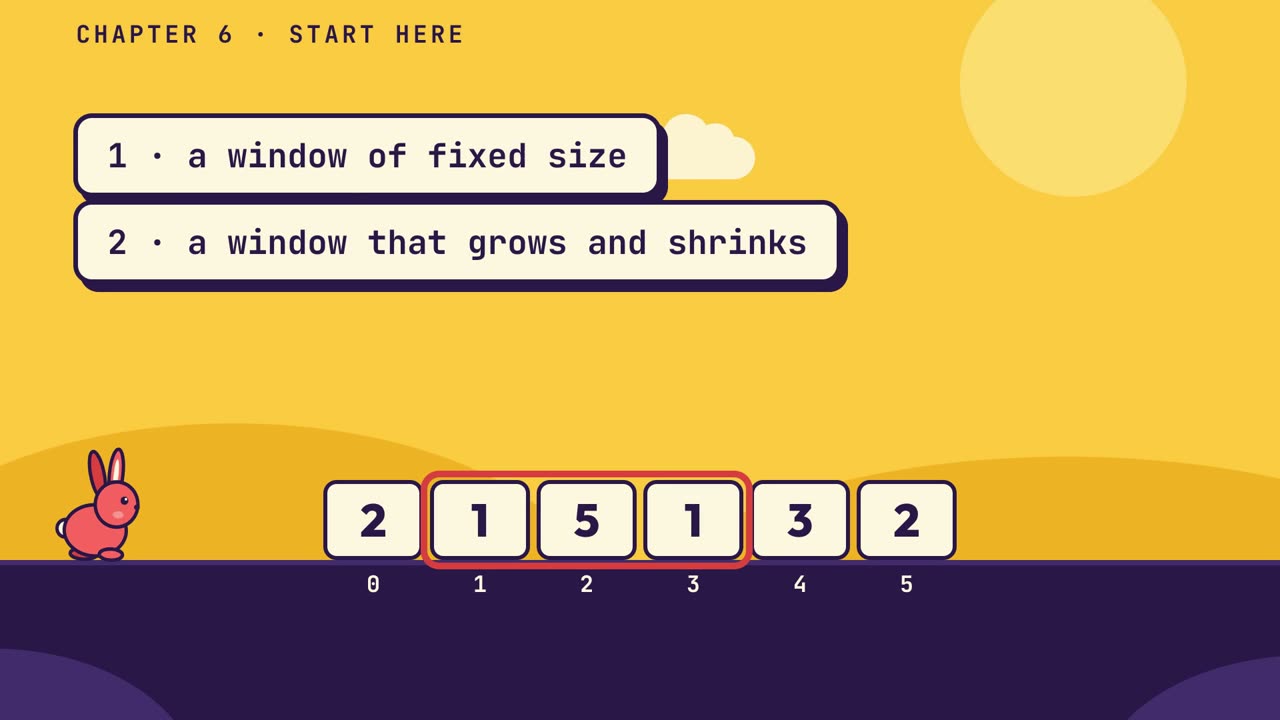 CHAPTER 6 · START HERE
1 · a window of fixed size
2 · a window that grows and shrinks
2 1 5 1 3 2
0 1 2 3 4 5